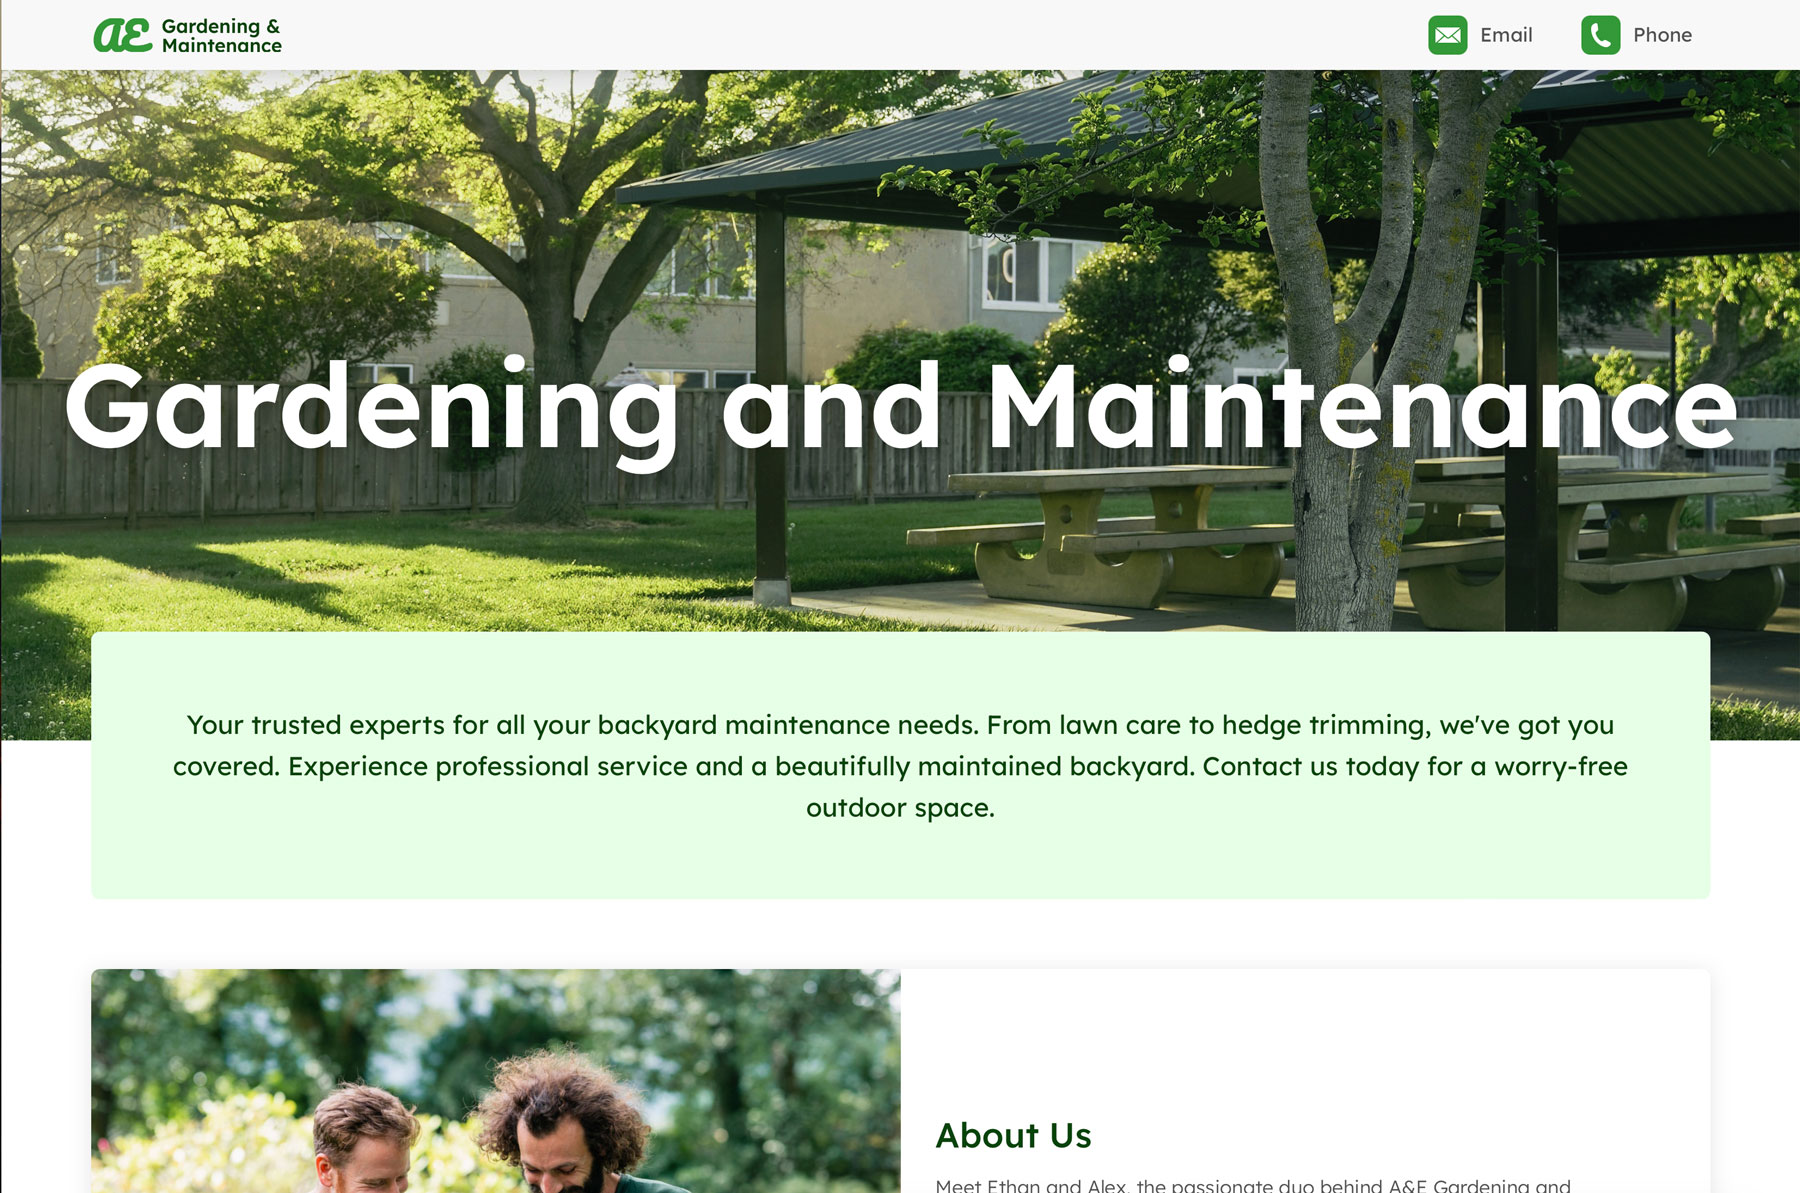 AE Gardening &
Maintenance
Email
Phone
Gardening and Maintenance
Your trusted experts for all your backyard maintenance needs. From lawn care to hedge trimming, we've got you
covered. Experience professional service and a beautifully maintained backyard. Contact us today for a worry-free
outdoor space.
About Us
Meet Ethan and Alex, the passionate duo behind A&E Gardening and